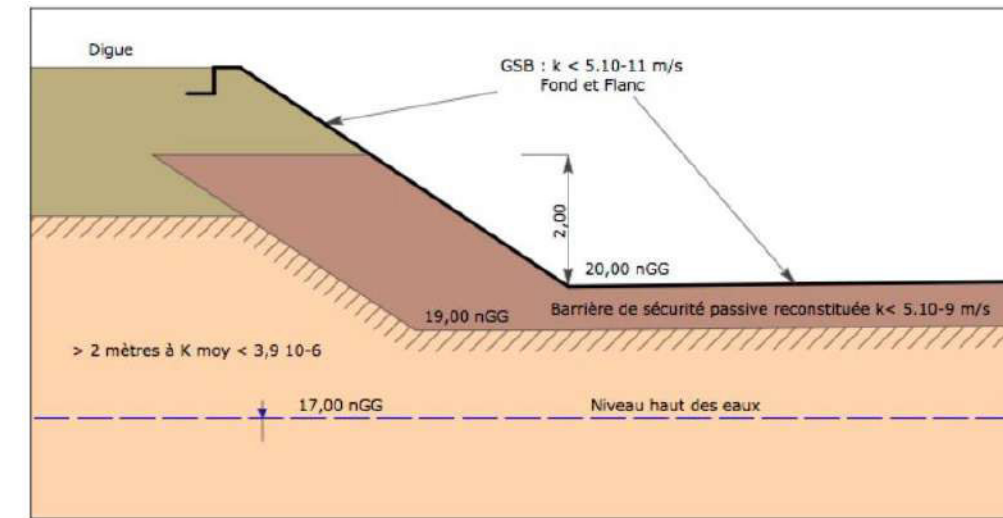 Digue
GSB : k < 5.10-11 m/s
Fond et Flanc
2,00
20,00 nGG
19,00 nGG
Barrière de sécurité passive reconstituée k< 5.10-9 m/s
> 2 mètres à K moy < 3,9 10-6
17,00 nGG
Niveau haut des eaux